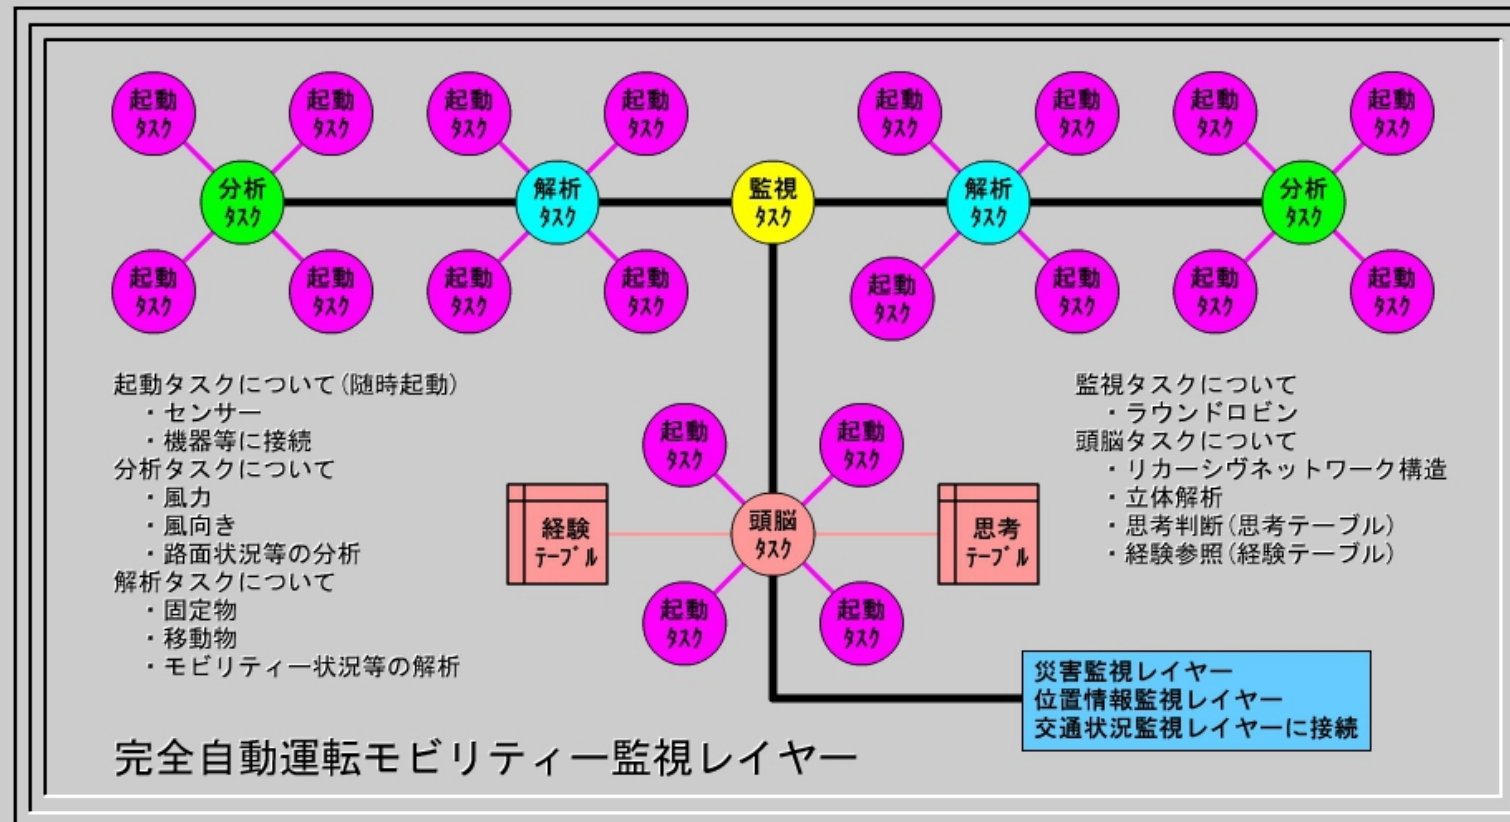 起動
タスク
起動
タスク
起動
タスク
起動
タスク
起動
タスク
起動
タスク
起動
タスク
起動
タスク
分析
タスク
解析
タスク
監視
タスク
解析
タスク
分析
タスク
起動
タスク
起動
タスク
起動
タスク
起動
タスク
起動
タスク
起動
タスク
起動
タスク
起動
タスク
起動タスクについて(随時起動)
・センサー
・機器等に接続
分析タスクについて
・風力
・風向き
・路面状況等の分析
解析タスクについて
・固定物
・移動物
・モビリティー状況等の解析
監視タスクについて
・ラウンドロビン
頭脳タスクについて
・リカーシヴネットワーク構造
・立体解析
・思考判断(思考テーブル)
・経験参照(経験テーブル)
起動
タスク
起動
タスク
経験
テーブル
頭脳
タスク
思考
テーブル
起動
タスク
起動
タスク
災害監視レイヤー
位置情報監視レイヤー
交通状況監視レイヤーに接続
完全自動運転モビリティー監視レイヤー